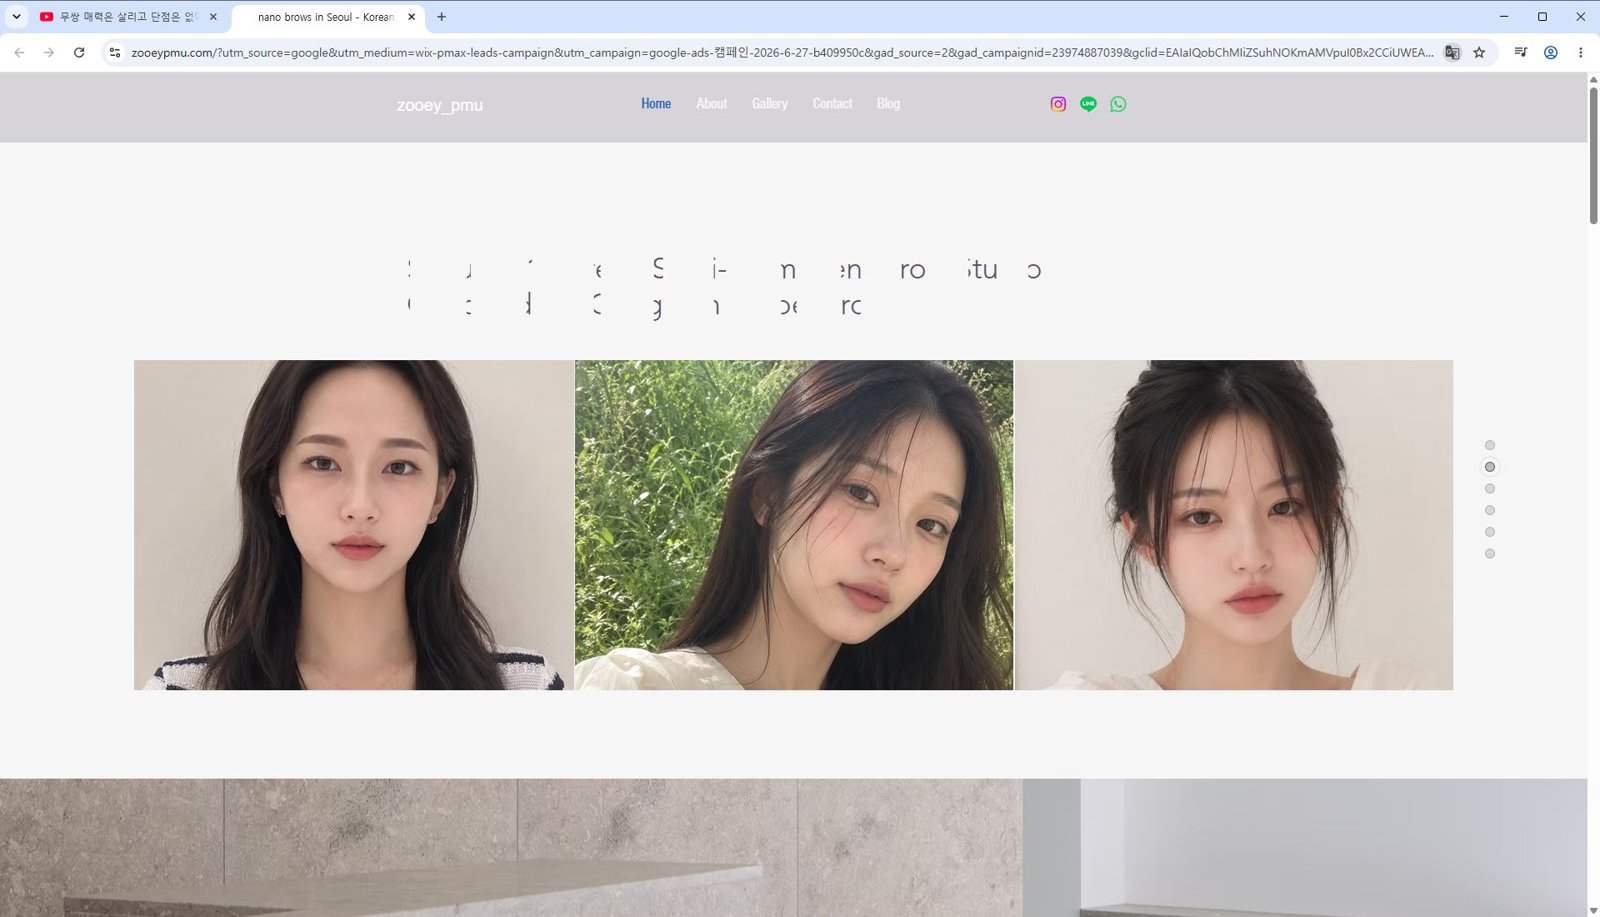 무쌍 매력은 살리고 단점은 없
nano brows in Seoul - Korean
zooeypmu.com/?utm_source=google&utm_medium=wix-pmax-leads-campaign&utm_campaign=google-ads-캠페인-2026-6-27-b409950c&gad_source=2&gad_campaignid=23974887039&gclid=EAIaIQobChMIiZSuhNOKmAMVpuI0Bx2CCiUWEA...
zooey_pmu
Home About Gallery Contact Blog
LINE